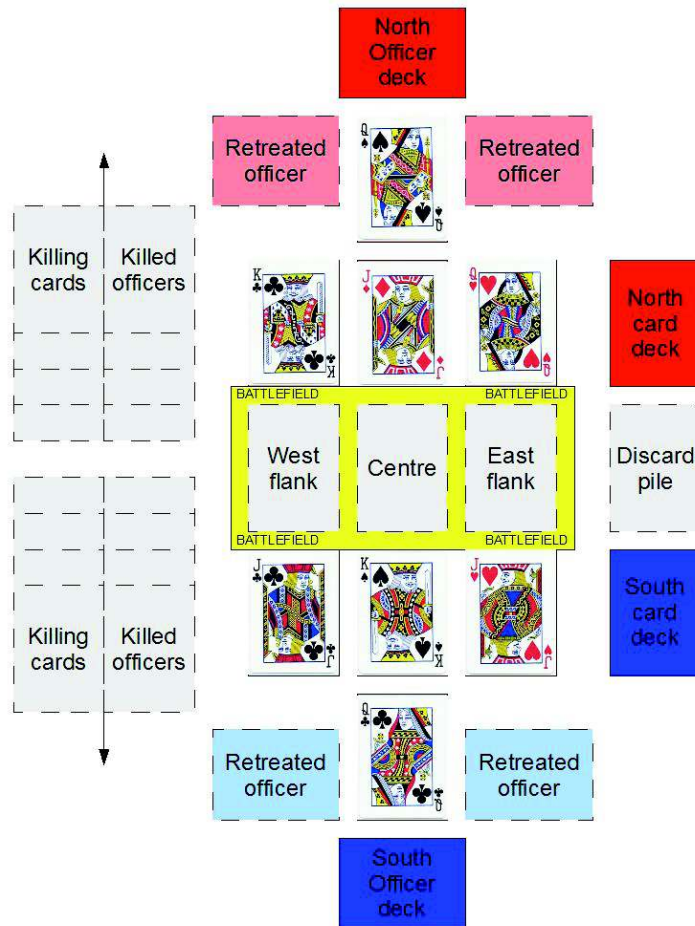 North
Officer
deck
Retreated
officer
Q
Q
Retreated
officer
Killing
cards
Killed
officers
K
K
J
J
Q
Q
North
card
deck
BATTLEFIELD
BATTLEFIELD
West
flank
Centre
East
flank
Discard
pile
BATTLEFIELD
BATTLEFIELD
J
J
K
K
J
J
South
card
deck
Killing
cards
Killed
officers
Retreated
officer
Q
Q
Retreated
officer
South
Officer
deck